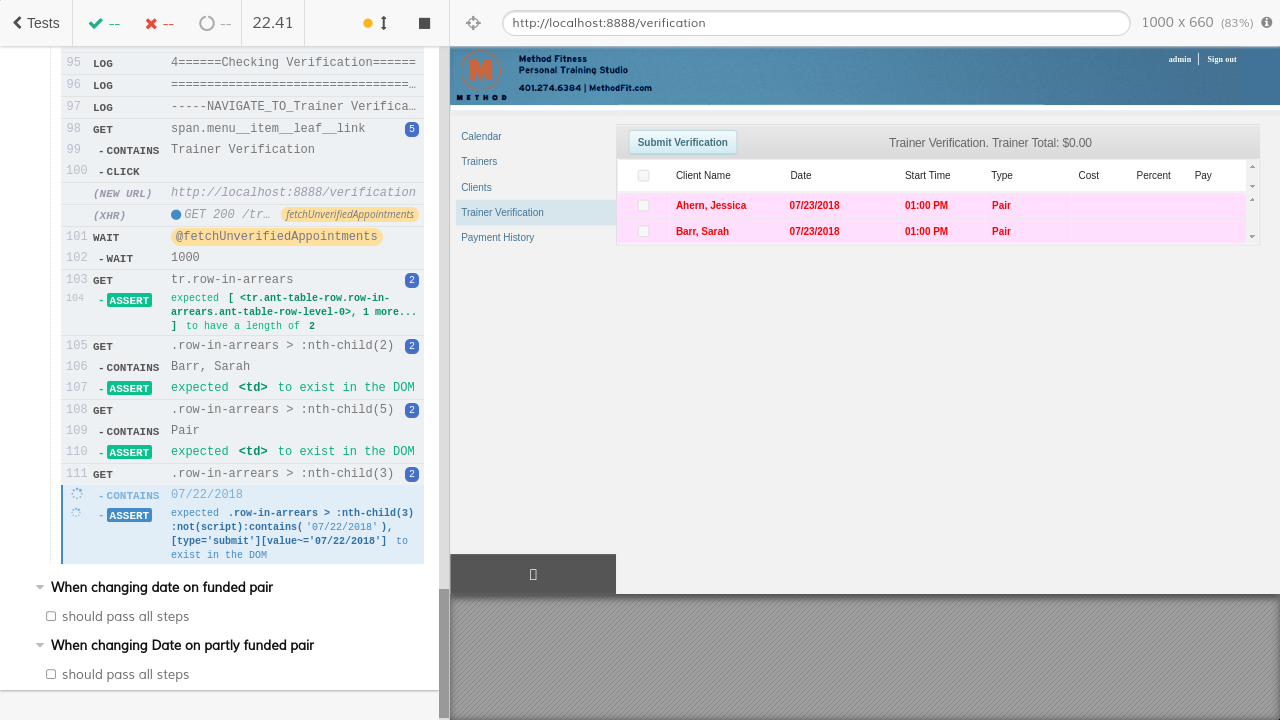 Tests -- -- -- 22.41
http://localhost:8888/verification 1000 x 660 (83%)
95 LOG 4======Checking Verification======
96 LOG =================================…
97 LOG -----NAVIGATE_TO_Trainer Verifica…
98 GET span.menu__item__leaf__link 5
99 - CONTAINS Trainer Verification
100 - CLICK
(NEW URL) http://localhost:8888/verification
(XHR) GET 200 /tr… fetchUnverifiedAppointments
101 WAIT @fetchUnverifiedAppointments
102 - WAIT 1000
103 GET tr.row-in-arrears 2
104 - ASSERT expected [ <tr.ant-table-row.row-in-
arrears.ant-table-row-level-0>, 1 more...
] to have a length of 2
105 GET .row-in-arrears > :nth-child(2) 2
106 - CONTAINS Barr, Sarah
107 - ASSERT expected <td> to exist in the DOM
108 GET .row-in-arrears > :nth-child(5) 2
109 - CONTAINS Pair
110 - ASSERT expected <td> to exist in the DOM
111 GET .row-in-arrears > :nth-child(3) 2
- CONTAINS 07/22/2018
- ASSERT expected .row-in-arrears > :nth-child(3)
:not(script):contains( '07/22/2018' ),
[type='submit'][value~='07/22/2018'] to
exist in the DOM
When changing date on funded pair
should pass all steps
When changing Date on partly funded pair
should pass all steps
M
METHOD
Method Fitness
Personal Training Studio
401.274.6384 | MethodFit.com
admin Sign out
Calendar
Trainers
Clients
Trainer Verification
Payment History
Submit Verification Trainer Verification. Trainer Total: $0.00
Client Name Date Start Time Type Cost Percent Pay
Ahern, Jessica 07/23/2018 01:00 PM Pair
Barr, Sarah 07/23/2018 01:00 PM Pair